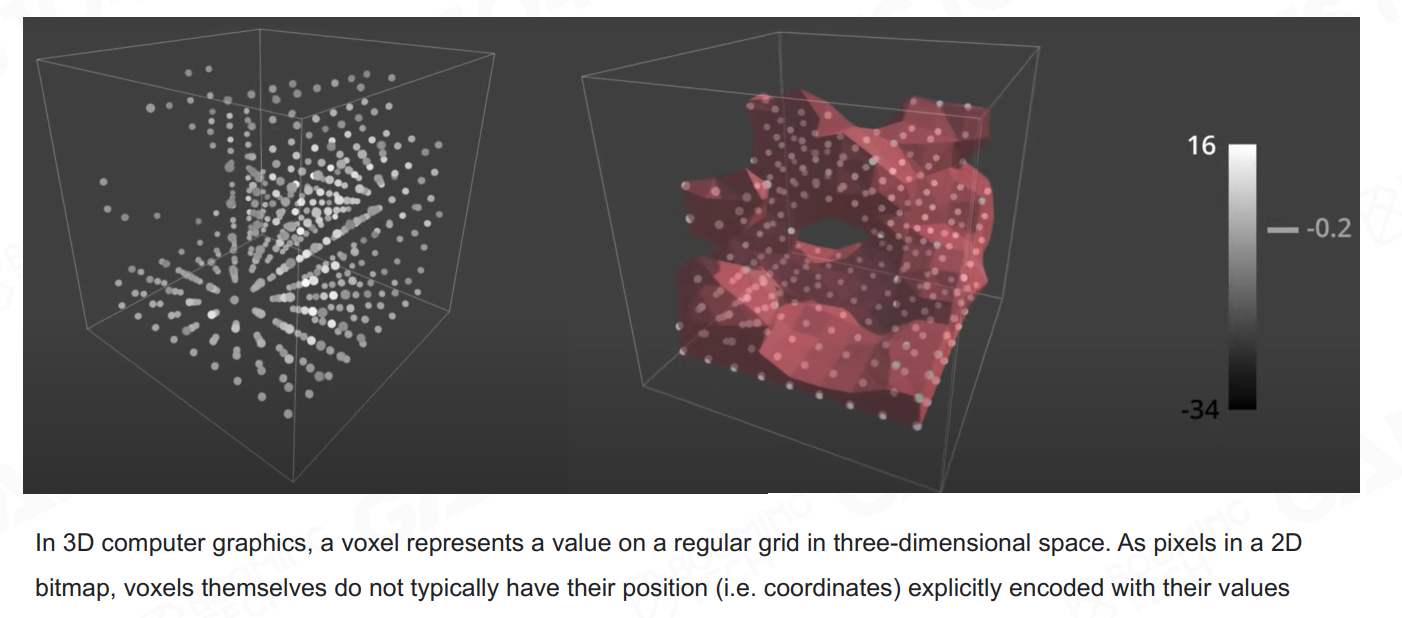 16
-0.2
-34
In 3D computer graphics, a voxel represents a value on a regular grid in three-dimensional space. As pixels in a 2D
bitmap, voxels themselves do not typically have their position (i.e. coordinates) explicitly encoded with their values